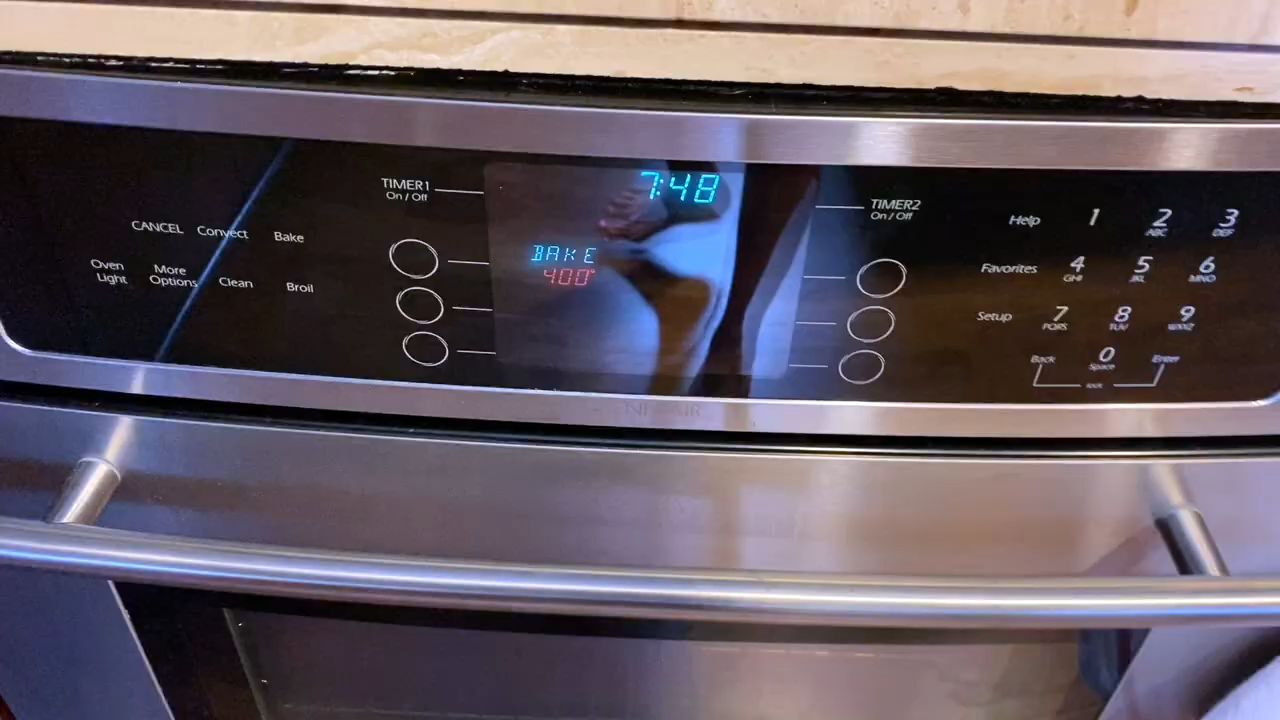 TIMER1
On / Off
7:48
TIMER2
On / Off
CANCEL Convect Bake
Oven Light More Options Clean Broil
BAKE
400°
Help 1 2 ABC 3 DEF
Favorites 4 GHI 5 JKL 6 MNO
Setup 7 PQRS 8 TUV 9 WXYZ
Back 0 Space Enter